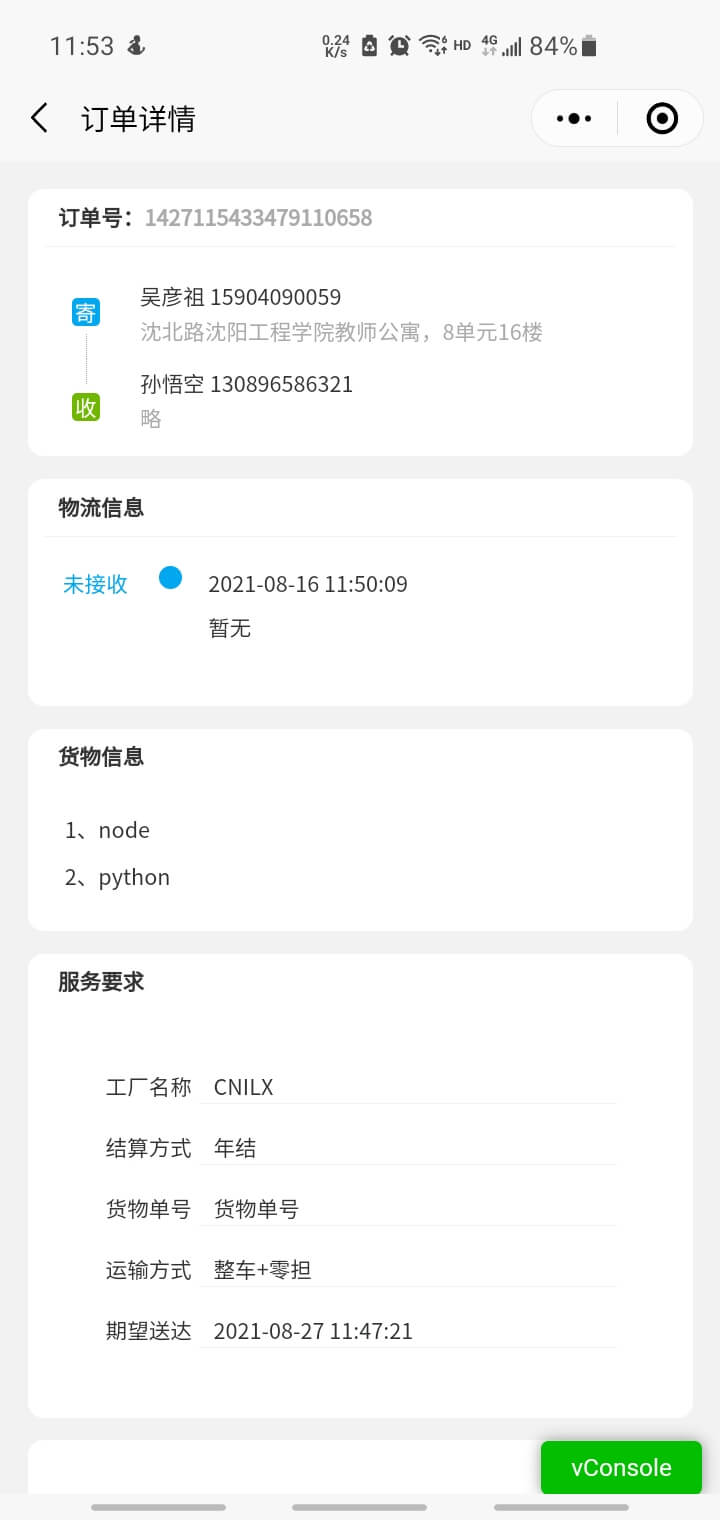 11:53
0.24 K/s
6
HD
4G
84%
订单详情
订单号：1427115433479110658
寄
吴彦祖 15904090059
沈北路沈阳工程学院教师公寓，8单元16楼
收
孙悟空 130896586321
略
物流信息
未接收 2021-08-16 11:50:09
暂无
货物信息
1、node
2、python
服务要求
工厂名称 CNILX
结算方式 年结
货物单号 货物单号
运输方式 整车+零担
期望送达 2021-08-27 11:47:21
vConsole